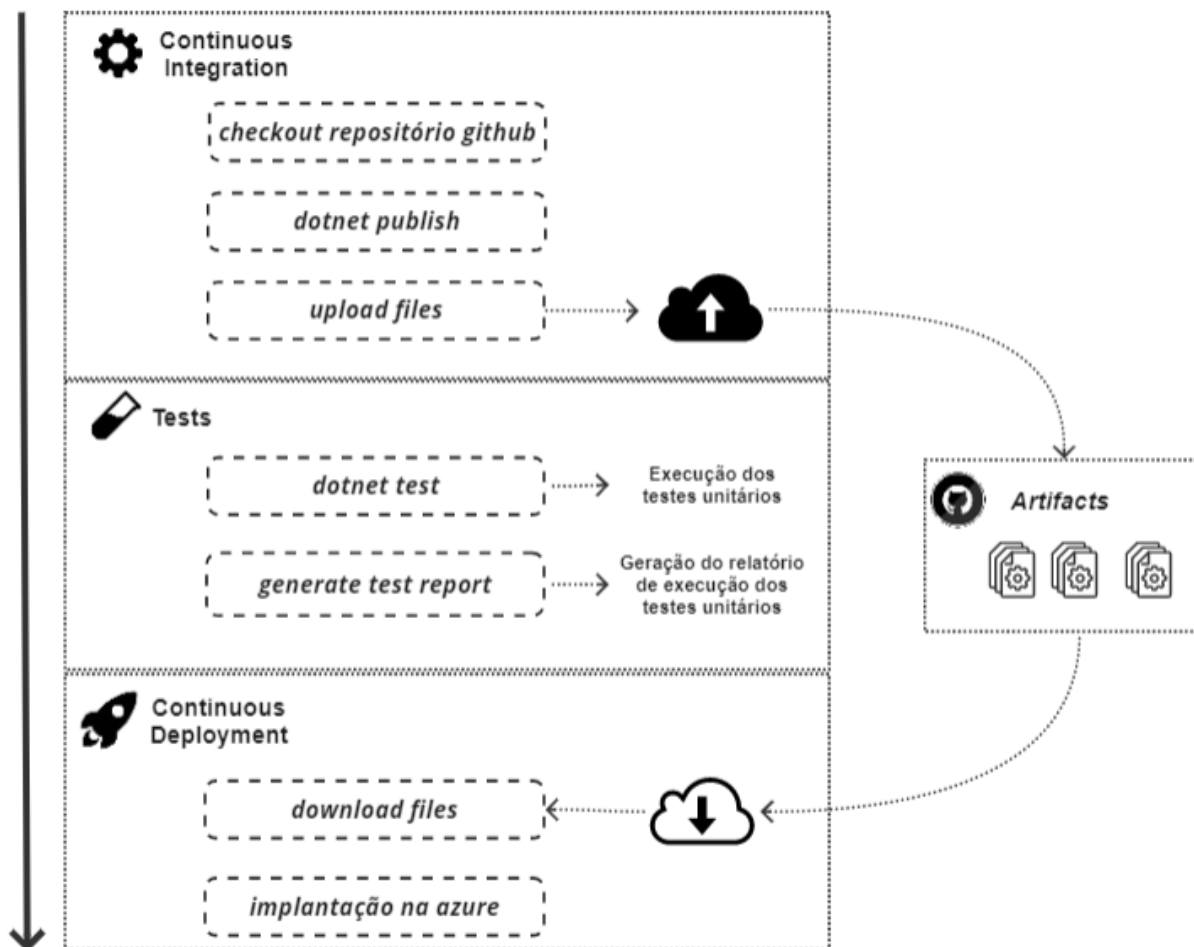 Continuous
Integration
checkout repositório github
dotnet publish
upload files
Tests
dotnet test
Execução dos
testes unitários
generate test report
Geração do relatório
de execução dos
testes unitários
Artifacts
Continuous
Deployment
download files
implantação na azure